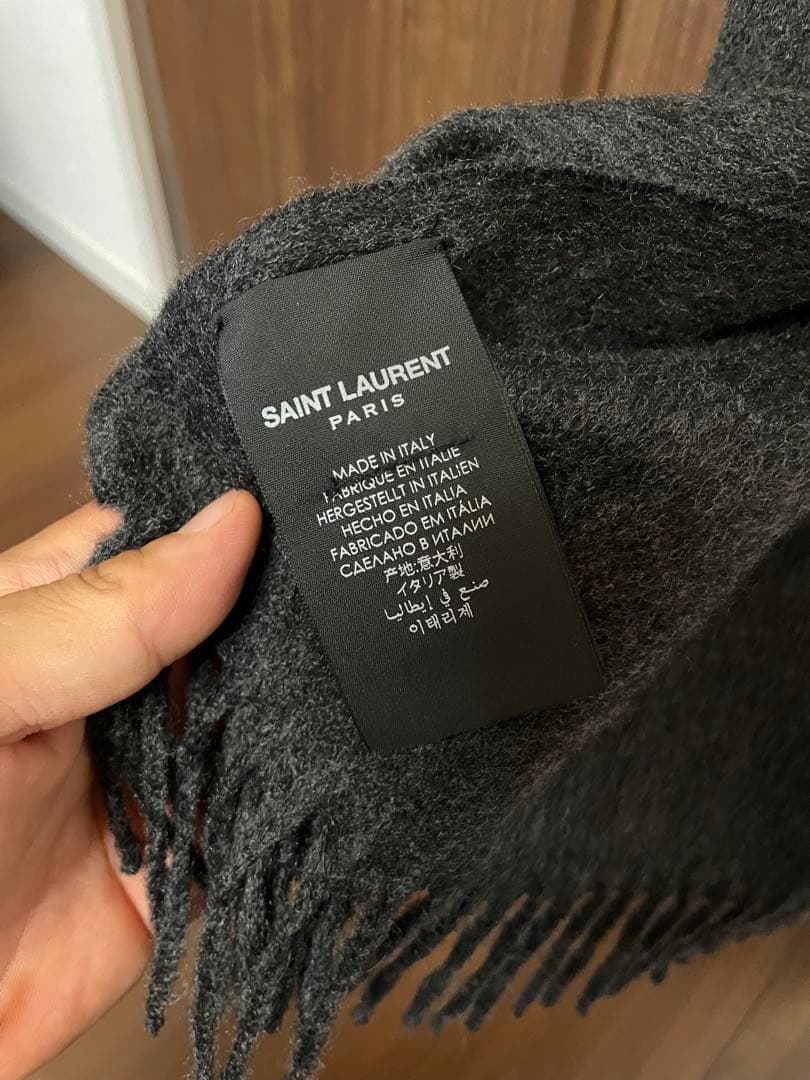 SAINT LAURENT
PARIS
MADE IN ITALY
FABRIQUÉ EN ITALIE
HERGESTELLT IN ITALIEN
HECHO EN ITALIA
FABRICADO EM ITÁLIA
СДЕЛАНО В ИТАЛИИ
产地:意大利
イタリア製
صنع في إيطاليا
이태리제